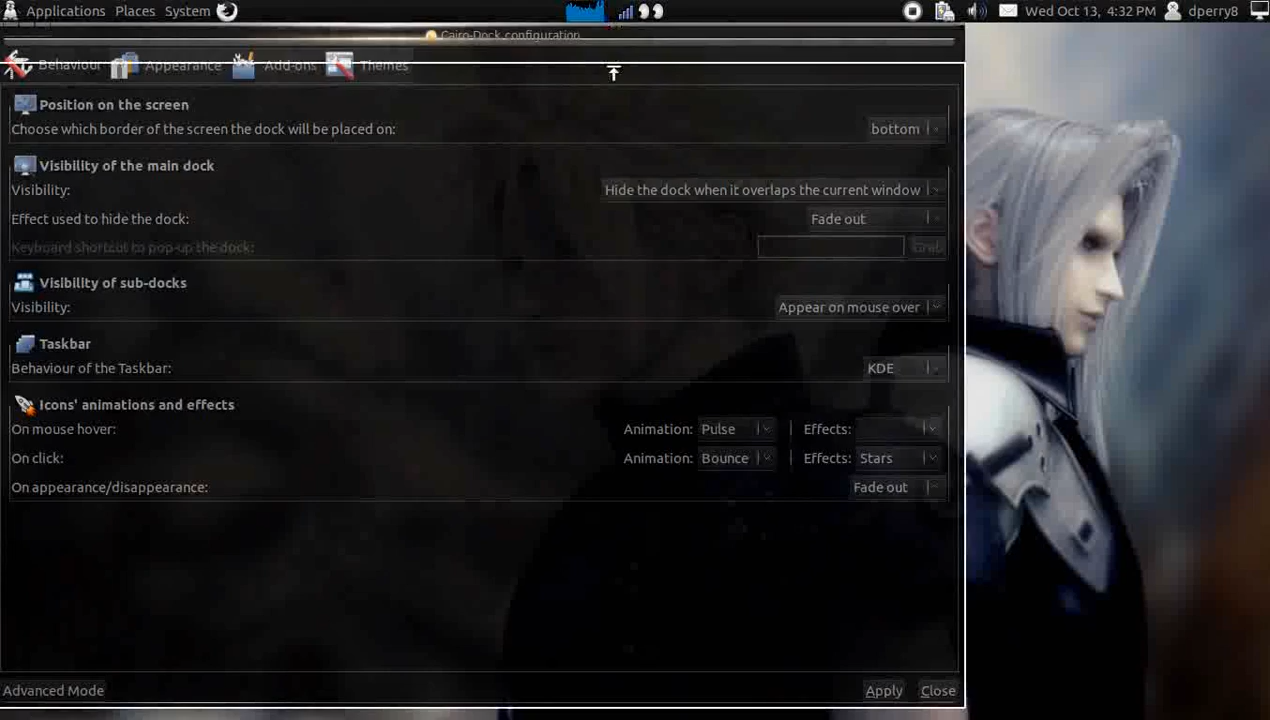 Applications Places System Wed Oct 13, 4:32 PM dperry8
Cairo-Dock configuration
Behaviour Appearance Add-ons Themes
Position on the screen
Choose which border of the screen the dock will be placed on: bottom
Visibility of the main dock
Visibility: Hide the dock when it overlaps the current window
Effect used to hide the dock: Fade out
Keyboard shortcut to pop-up the dock: Grab
Visibility of sub-docks
Visibility: Appear on mouse over
Taskbar
Behaviour of the Taskbar: KDE
Icons' animations and effects
On mouse hover: Animation: Pulse Effects:
On click: Animation: Bounce Effects: Stars
On appearance/disappearance: Fade out
Advanced Mode Apply Close